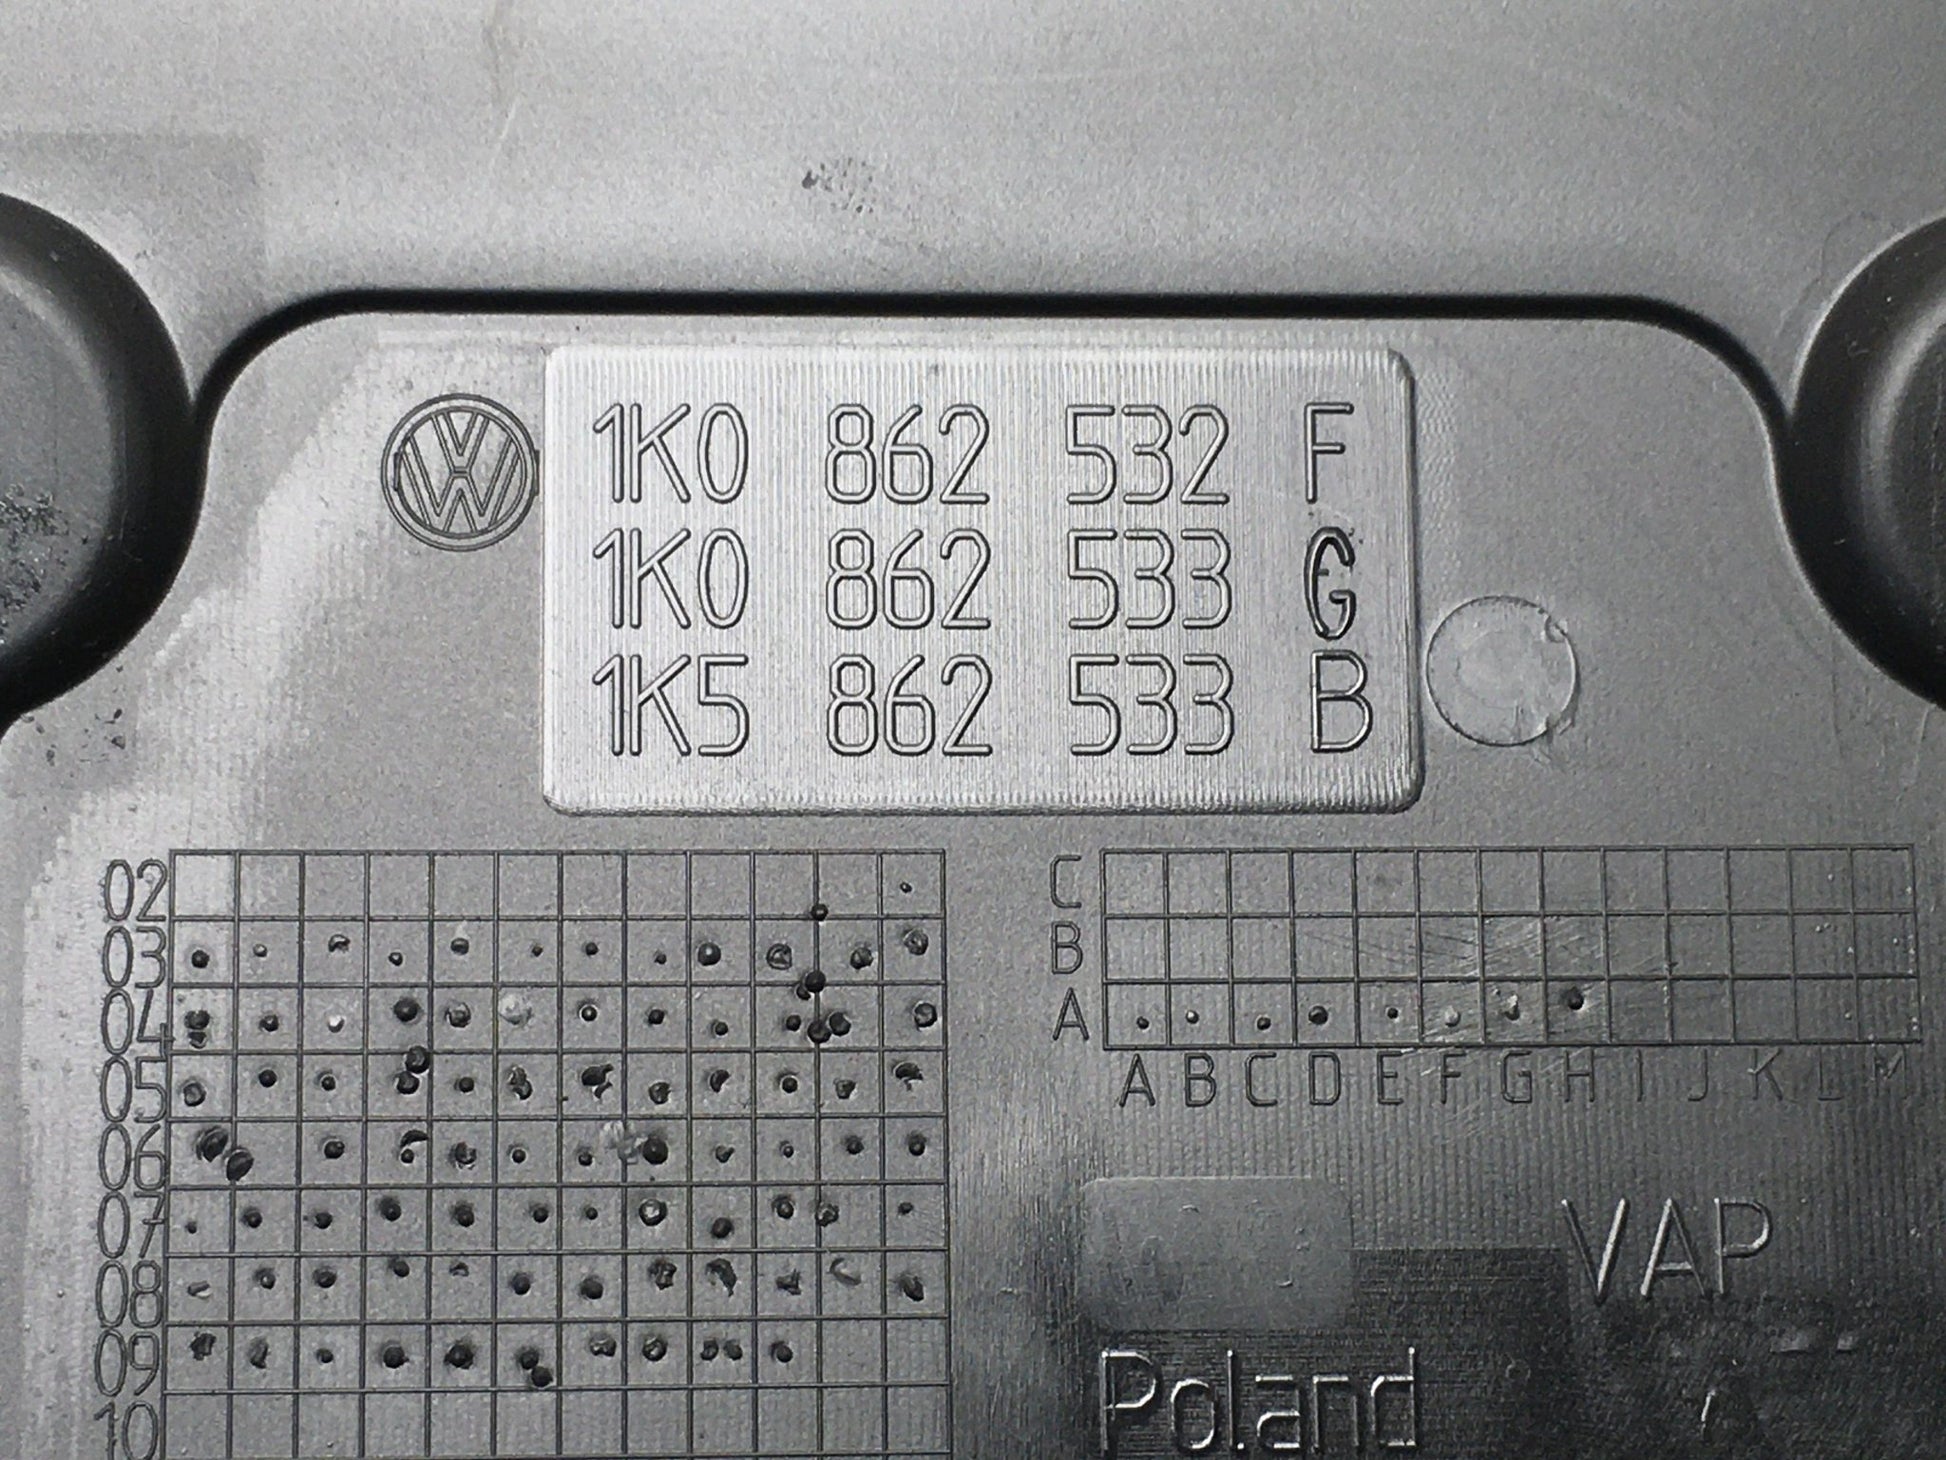 1K0 862 532 F
1K0 862 533 G
1K5 862 533 B
02
03
04
05
06
07
08
09
10
C
B
A
A B C D E F G H I J K L M
VAP
Poland